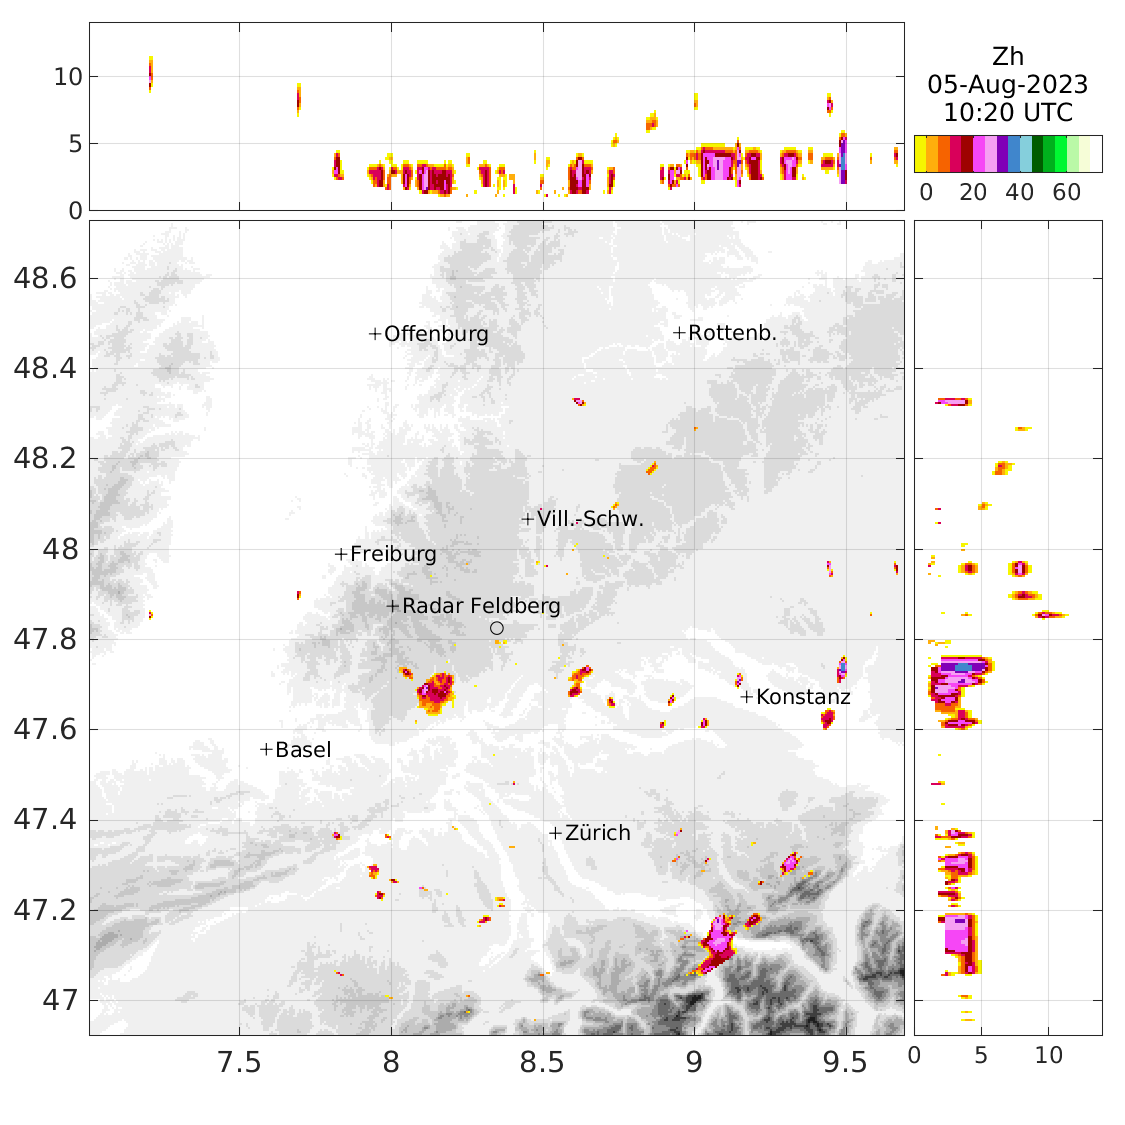 10
5
0
Zh
05-Aug-2023
10:20 UTC
0 20 40 60
48.6
48.4
48.2
48
47.8
47.6
47.4
47.2
47
+Offenburg
+Rottenb.
+Vill.-Schw.
+Freiburg
+Radar Feldberg
+Konstanz
+Basel
+Zürich
7.5 8 8.5 9 9.5
0 5 10